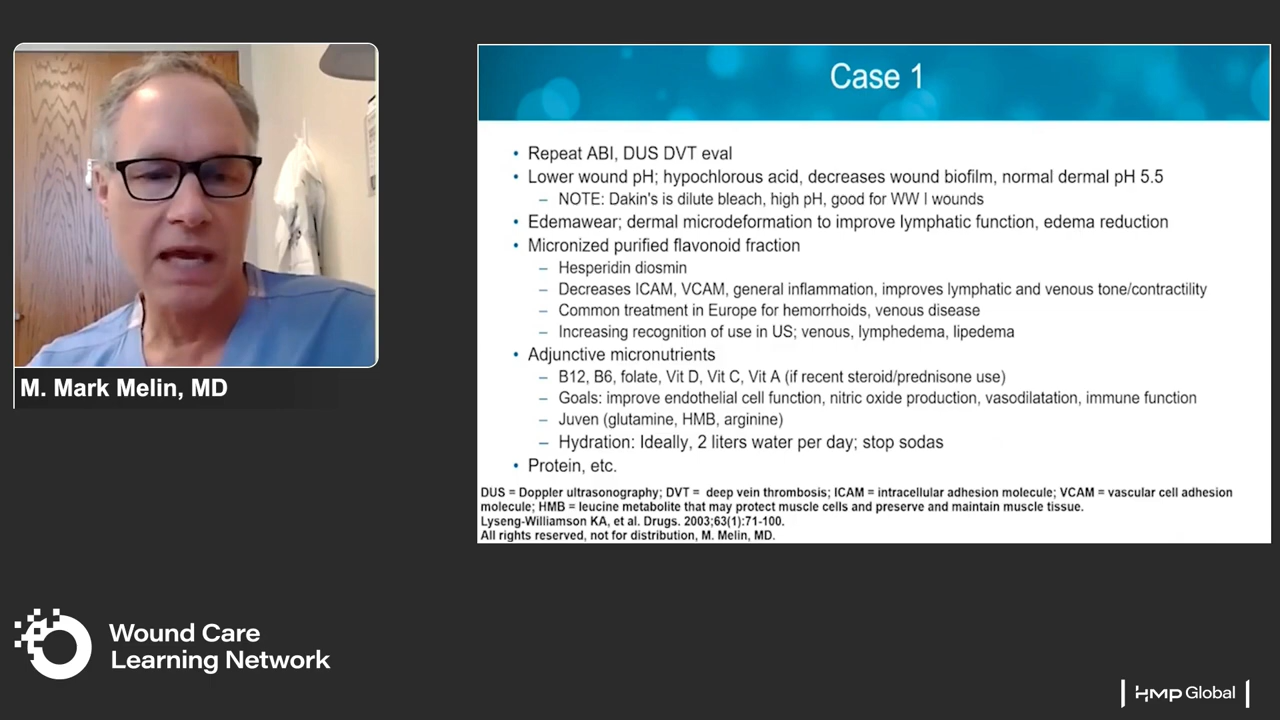 Case 1
• Repeat ABI, DUS DVT eval
• Lower wound pH; hypochlorous acid, decreases wound biofilm, normal dermal pH 5.5
– NOTE: Dakin's is dilute bleach, high pH, good for WW I wounds
• Edemawear; dermal microdeformation to improve lymphatic function, edema reduction
• Micronized purified flavonoid fraction
– Hesperidin diosmin
– Decreases ICAM, VCAM, general inflammation, improves lymphatic and venous tone/contractility
– Common treatment in Europe for hemorrhoids, venous disease
– Increasing recognition of use in US; venous, lymphedema, lipedema
• Adjunctive micronutrients
– B12, B6, folate, Vit D, Vit C, Vit A (if recent steroid/prednisone use)
– Goals: improve endothelial cell function, nitric oxide production, vasodilatation, immune function
– Juven (glutamine, HMB, arginine)
– Hydration: Ideally, 2 liters water per day; stop sodas
• Protein, etc.
DUS = Doppler ultrasonography; DVT = deep vein thrombosis; ICAM = intracellular adhesion molecule; VCAM = vascular cell adhesion
molecule; HMB = leucine metabolite that may protect muscle cells and preserve and maintain muscle tissue.
Lyseng-Williamson KA, et al. Drugs. 2003;63(1):71-100.
All rights reserved, not for distribution, M. Melin, MD.
M. Mark Melin, MD
Wound Care
Learning Network
HMP Global